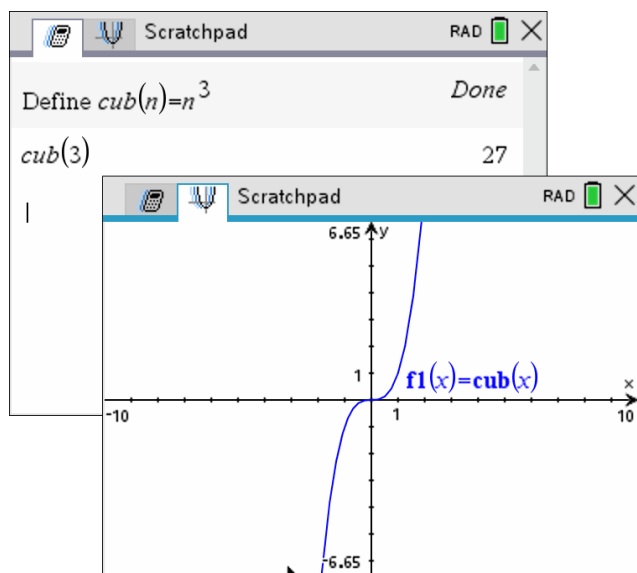 Scratchpad RAD
Define cub(n)=n^3 Done
cub(3) 27
Scratchpad RAD
6.65 y
1 f1(x)=cub(x) x
-10 1 10
-6.65